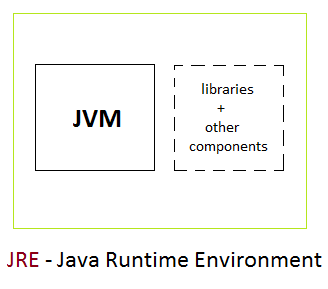 JVM
libraries
+
other
components
JRE - Java Runtime Environment